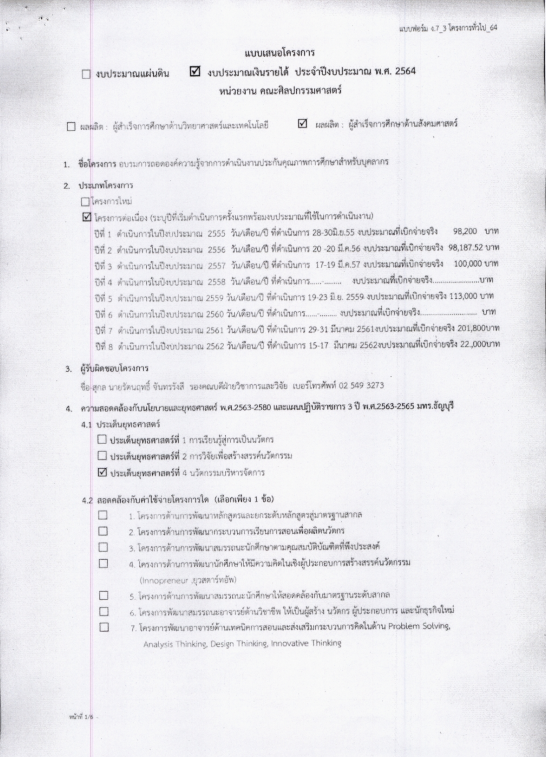 แบบฟอร์ม ง.7_3 โครงการทั่วไป_64
แบบเสนอโครงการ
☐ งบประมาณแผ่นดิน ☑ งบประมาณเงินรายได้ ประจำปีงบประมาณ พ.ศ. 2564
หน่วยงาน คณะศิลปกรรมศาสตร์
☐ ผลผลิต : ผู้สำเร็จการศึกษาด้านวิทยาศาสตร์และเทคโนโลยี ☑ ผลผลิต : ผู้สำเร็จการศึกษาด้านสังคมศาสตร์
1. ชื่อโครงการ อบรมการถอดองค์ความรู้จากการดำเนินงานประกันคุณภาพการศึกษาสำหรับบุคลากร
2. ประเภทโครงการ
☐ โครงการใหม่
☑ โครงการต่อเนื่อง (ระบุปีที่เริ่มดำเนินการครั้งแรกพร้อมงบประมาณที่ใช้ในการดำเนินงาน)
ปีที่ 1 ดำเนินการในปีงบประมาณ 2555 วัน/เดือน/ปี ที่ดำเนินการ 28-30มิ.ย.55 งบประมาณที่เบิกจ่ายจริง 98,200 บาท
ปีที่ 2 ดำเนินการในปีงบประมาณ 2556 วัน/เดือน/ปี ที่ดำเนินการ 20 -20 มี.ค.56 งบประมาณที่เบิกจ่ายจริง 98,187.52 บาท
ปีที่ 3 ดำเนินการในปีงบประมาณ 2557 วัน/เดือน/ปี ที่ดำเนินการ 17-19 มี.ค.57 งบประมาณที่เบิกจ่ายจริง 100,000 บาท
ปีที่ 4 ดำเนินการในปีงบประมาณ 2558 วัน/เดือน/ปี ที่ดำเนินการ.............. งบประมาณที่เบิกจ่ายจริง......................บาท
ปีที่ 5 ดำเนินการในปีงบประมาณ 2559 วัน/เดือน/ปี ที่ดำเนินการ 19-23 มิ.ย. 2559 งบประมาณที่เบิกจ่ายจริง 113,000 บาท
ปีที่ 6 ดำเนินการในปีงบประมาณ 2560 วัน/เดือน/ปี ที่ดำเนินการ.............. งบประมาณที่เบิกจ่ายจริง...................... บาท
ปีที่ 7 ดำเนินการในปีงบประมาณ 2561 วัน/เดือน/ปี ที่ดำเนินการ 29-31 มีนาคม 2561งบประมาณที่เบิกจ่ายจริง 201,800บาท
ปีที่ 8 ดำเนินการในปีงบประมาณ 2562 วัน/เดือน/ปี ที่ดำเนินการ 15-17 มีนาคม 2562งบประมาณที่เบิกจ่ายจริง 22,000บาท
3. ผู้รับผิดชอบโครงการ
ชื่อ-สกุล นายรัตนฤทธิ์ จันทรรังสี รองคณบดีฝ่ายวิชาการและวิจัย เบอร์โทรศัพท์ 02 549 3273
4. ความสอดคล้องกับนโยบายและยุทธศาสตร์ พ.ศ.2563-2580 และแผนปฏิบัติราชการ 3 ปี พ.ศ.2563-2565 มทร.ธัญบุรี
4.1 ประเด็นยุทธศาสตร์
☐ ประเด็นยุทธศาสตร์ที่ 1 การเรียนรู้สู่การเป็นนวัตกร
☐ ประเด็นยุทธศาสตร์ที่ 2 การวิจัยเพื่อสร้างสรรค์นวัตกรรม
☑ ประเด็นยุทธศาสตร์ที่ 4 นวัตกรรมบริหารจัดการ
4.2 สอดคล้องกับค่าใช้จ่ายโครงการใด (เลือกเพียง 1 ข้อ)
☐ 1. โครงการด้านการพัฒนาหลักสูตรและยกระดับหลักสูตรสู่มาตรฐานสากล
☐ 2. โครงการด้านการพัฒนากระบวนการเรียนการสอนเพื่อผลิตนวัตกร
☐ 3. โครงการด้านการพัฒนาสมรรถนะนักศึกษาตามคุณสมบัติบัณฑิตที่พึงประสงค์
☐ 4. โครงการด้านการพัฒนานักศึกษาให้มีความคิดในเชิงผู้ประกอบการสร้างสรรค์นวัตกรรม
(Innopreneur ,ยุวสตาร์ทอัพ)
☐ 5. โครงการด้านการพัฒนาสมรรถนะนักศึกษาให้สอดคล้องกับมาตรฐานระดับสากล
☐ 6. โครงการพัฒนาสมรรถนะอาจารย์ด้านวิชาชีพ ให้เป็นผู้สร้าง นวัตกร ผู้ประกอบการ และนักธุรกิจใหม่
☐ 7. โครงการพัฒนาอาจารย์ด้านเทคนิคการสอนและส่งเสริมกระบวนการคิดในด้าน Problem Solving,
Analysis Thinking, Design Thinking, Innovative Thinking
หน้าที่ 1/6